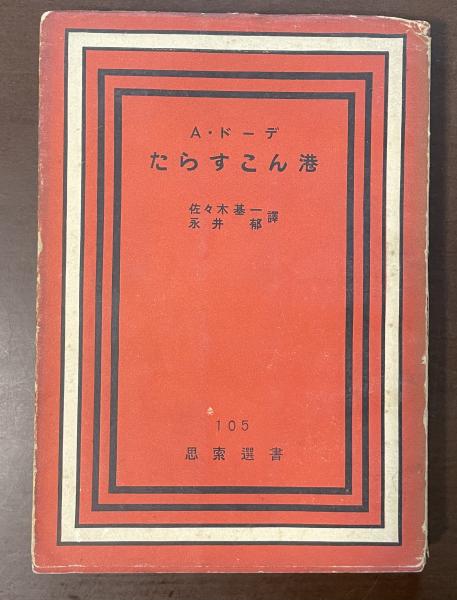 A・ドーデ
たらすこん港
佐々木基一
永井郁
譯
105
思索選書